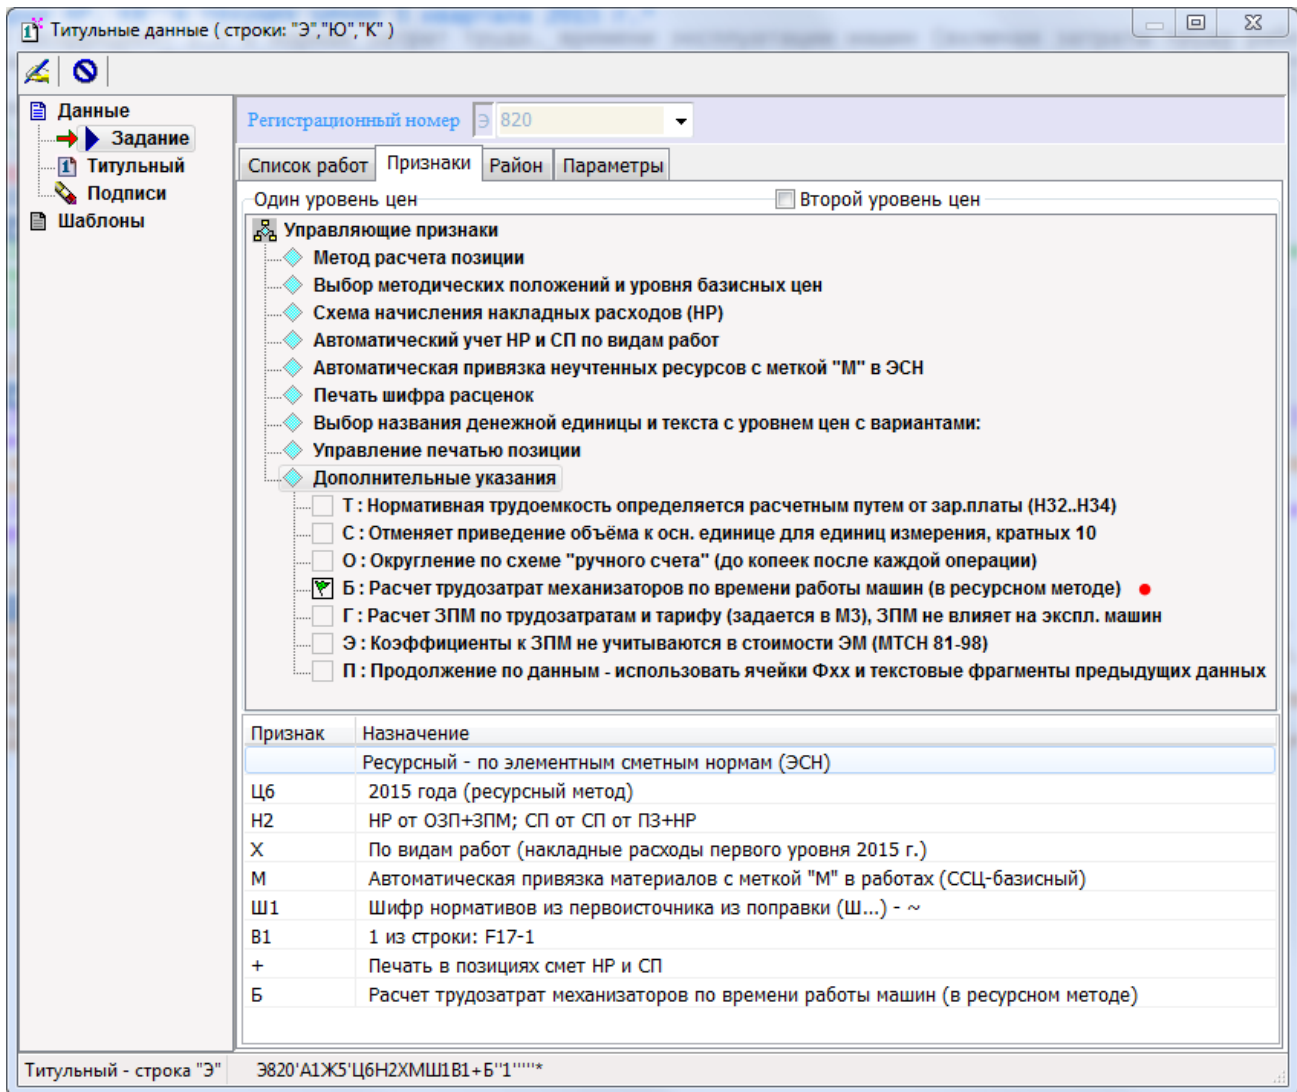 Титульные данные ( строки: "Э","Ю","К" )
Данные
Задание
Титульный
Подписи
Шаблоны
Регистрационный номер Э 820
Список работ Признаки Район Параметры
Один уровень цен Второй уровень цен
Управляющие признаки
Метод расчета позиции
Выбор методических положений и уровня базисных цен
Схема начисления накладных расходов (НР)
Автоматический учет НР и СП по видам работ
Автоматическая привязка неучтенных ресурсов с меткой "М" в ЭСН
Печать шифра расценок
Выбор названия денежной единицы и текста с уровнем цен с вариантами:
Управление печатью позиции
Дополнительные указания
Т : Нормативная трудоемкость определяется расчетным путем от зар.платы (Н32..Н34)
С : Отменяет приведение объёма к осн. единице для единиц измерения, кратных 10
О : Округление по схеме "ручного счета" (до копеек после каждой операции)
Б : Расчет трудозатрат механизаторов по времени работы машин (в ресурсном методе)
Г : Расчет ЗПМ по трудозатратам и тарифу (задается в М3), ЗПМ не влияет на экспл. машин
Э : Коэффициенты к ЗПМ не учитываются в стоимости ЭМ (МТСН 81-98)
П : Продолжение по данным - использовать ячейки Фхх и текстовые фрагменты предыдущих данных
Признак Назначение
Ресурсный - по элементным сметным нормам (ЭСН)
Ц6 2015 года (ресурсный метод)
Н2 НР от ОЗП+ЗПМ; СП от СП от ПЗ+НР
Х По видам работ (накладные расходы первого уровня 2015 г.)
М Автоматическая привязка материалов с меткой "М" в работах (ССЦ-базисный)
Ш1 Шифр нормативов из первоисточника из поправки (Ш...) - ~
В1 1 из строки: F17-1
+ Печать в позициях смет НР и СП
Б Расчет трудозатрат механизаторов по времени работы машин (в ресурсном методе)
Титульный - строка "Э" Э820'А1Ж5'Ц6Н2ХМШ1В1+Б''1'''''*